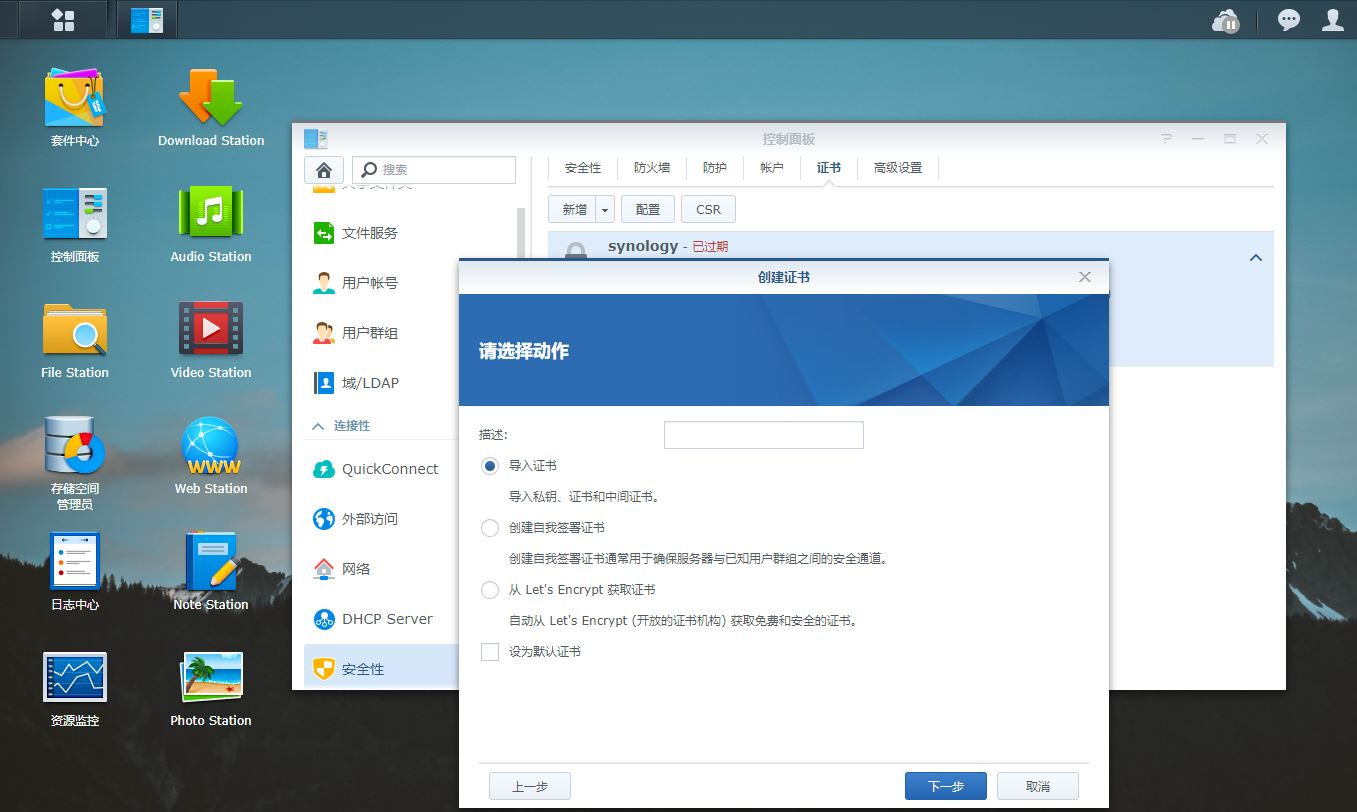 套件中心
Download Station
控制面板
Audio Station
File Station
Video Station
存储空间
管理员
WWW
Web Station
日志中心
Note Station
资源监控
Photo Station
控制面板
搜索
共享文件夹
文件服务
用户帐号
用户群组
域/LDAP
连接性
QuickConnect
外部访问
网络
DHCP Server
安全性
安全性 防火墙 防护 帐户 证书 高级设置
新增 配置 CSR
synology - 已过期
创建证书
请选择动作
描述:
导入证书
导入私钥、证书和中间证书。
创建自我签署证书
创建自我签署证书通常用于确保服务器与已知用户群组之间的安全通道。
从 Let's Encrypt 获取证书
自动从 Let's Encrypt (开放的证书机构) 获取免费和安全的证书。
设为默认证书
上一步 下一步 取消